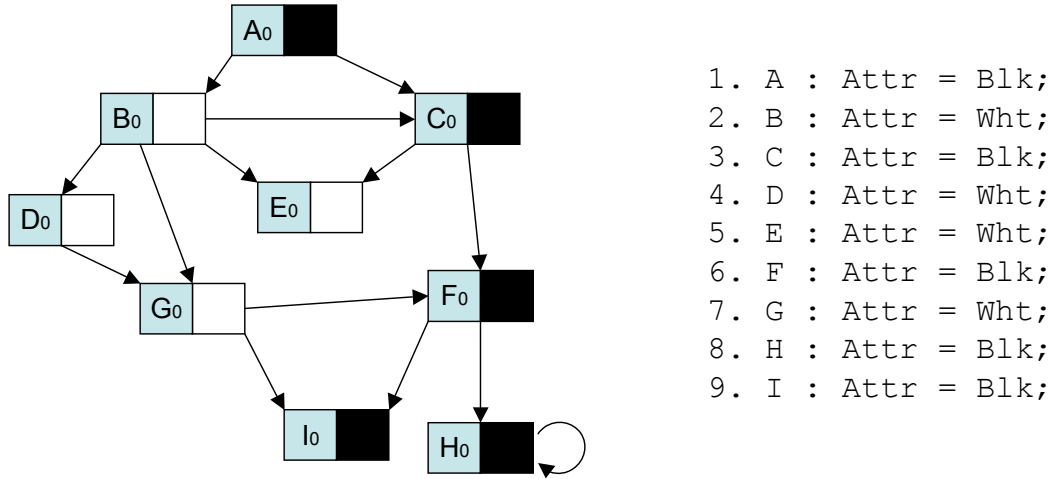 A0
B0
C0
D0
E0
G0
F0
I0
H0
1. A : Attr = Blk;
2. B : Attr = Wht;
3. C : Attr = Blk;
4. D : Attr = Wht;
5. E : Attr = Wht;
6. F : Attr = Blk;
7. G : Attr = Wht;
8. H : Attr = Blk;
9. I : Attr = Blk;